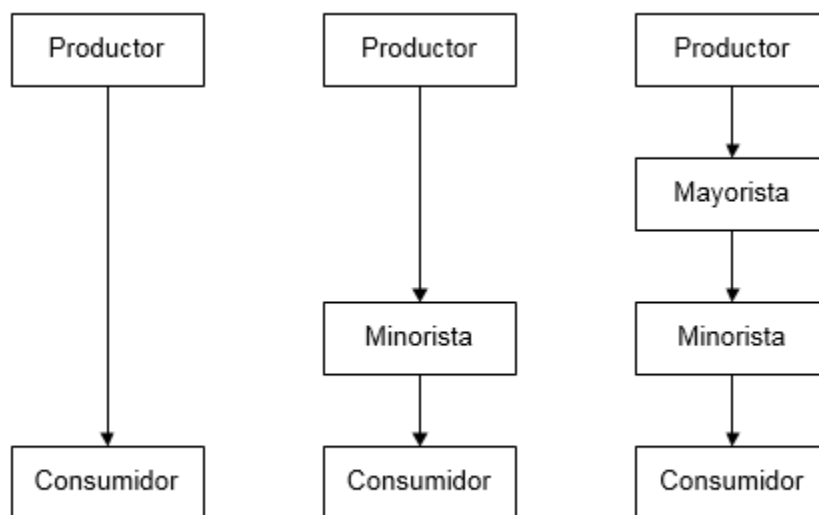 Productor
Productor
Productor
Mayorista
Minorista
Minorista
Consumidor
Consumidor
Consumidor